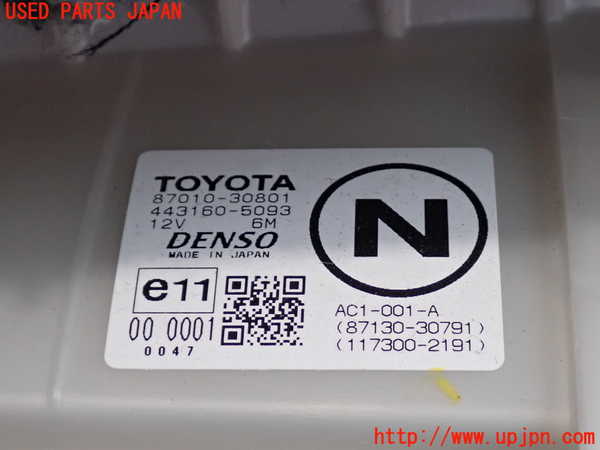 USED PARTS JAPAN
TOYOTA
87010-30801
443160-5093
12V 6M
DENSO
MADE IN JAPAN
e11
00 0001
0047
N
AC1-001-A
(87130-30791)
(117300-2191)
http://www.upjpn.com/